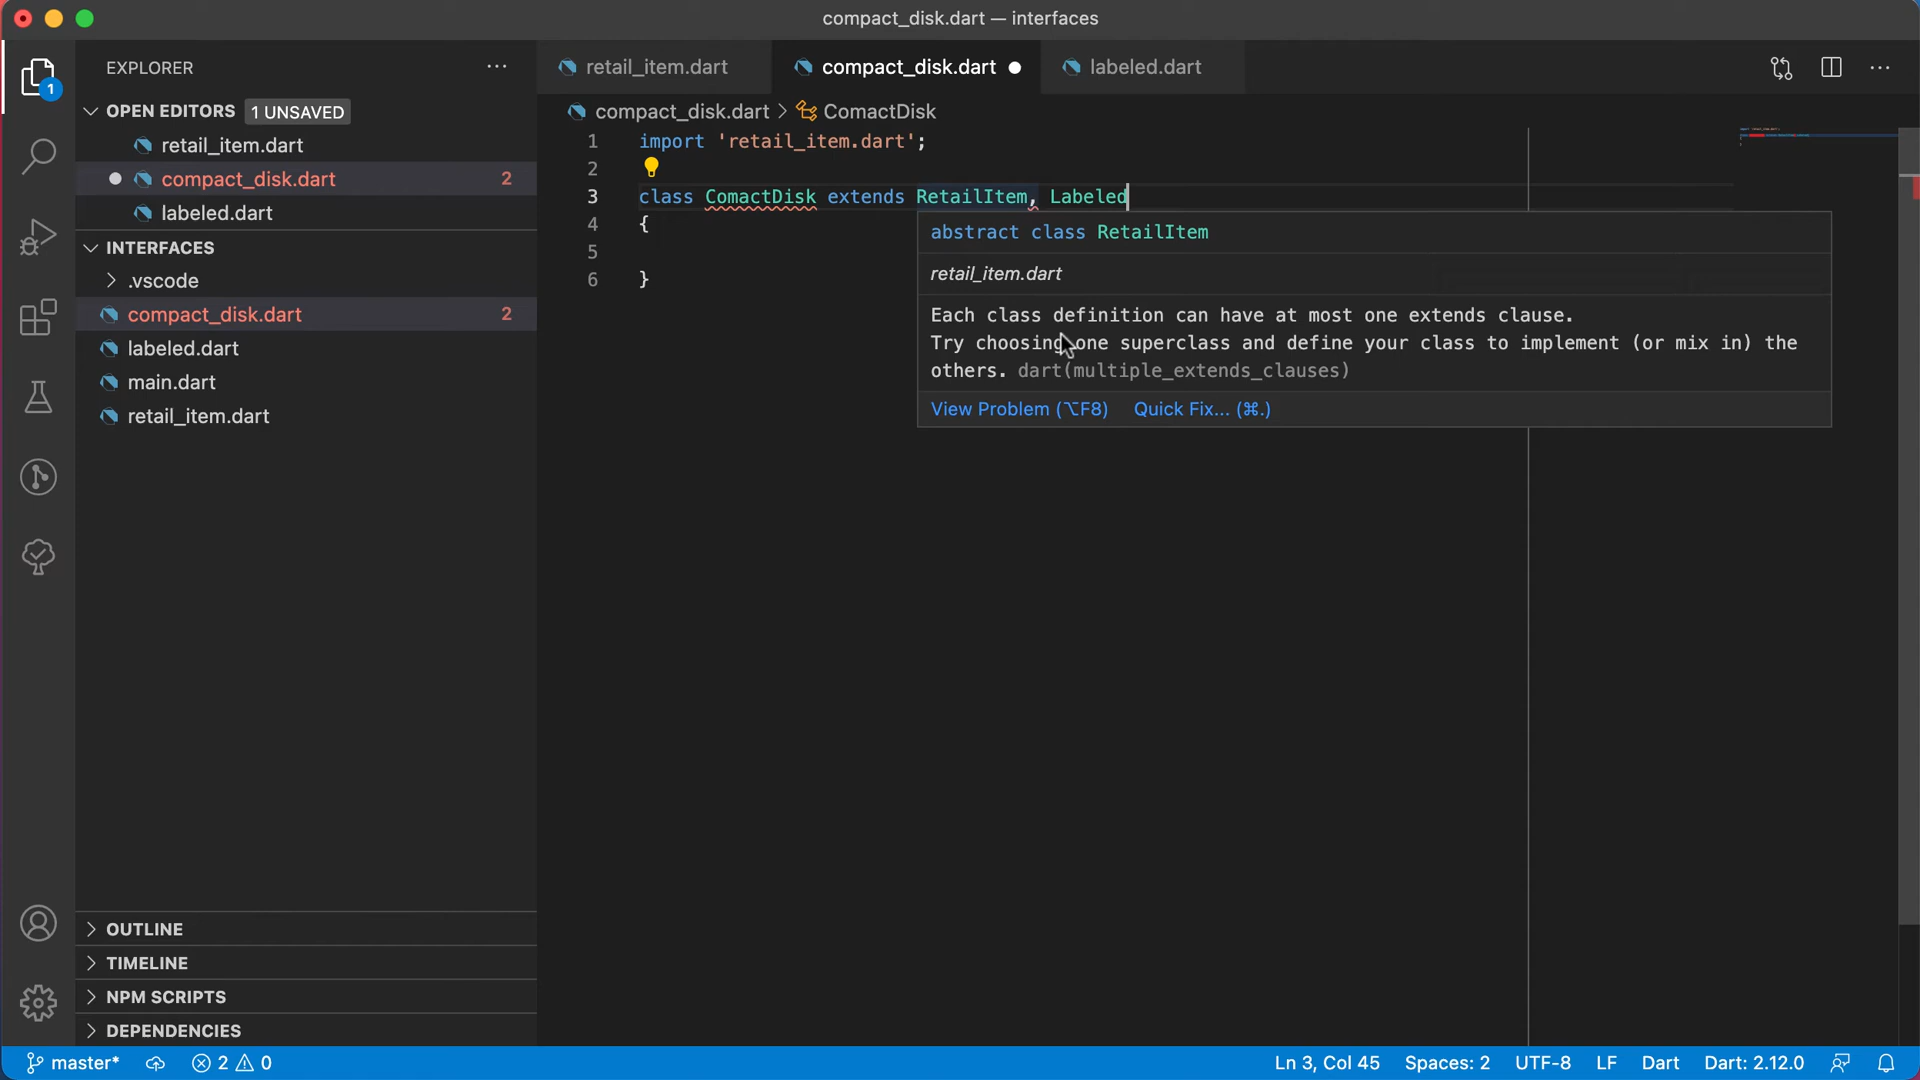 compact_disk.dart — interfaces
EXPLORER
retail_item.dart
compact_disk.dart
labeled.dart
1
OPEN EDITORS
1 UNSAVED
compact_disk.dart > ComactDisk
retail_item.dart
compact_disk.dart 2
labeled.dart
INTERFACES
.vscode
compact_disk.dart 2
labeled.dart
main.dart
retail_item.dart
1 import 'retail_item.dart';
2
3 class ComactDisk extends RetailItem, Labeled
4 {
5
6 }
abstract class RetailItem
retail_item.dart
Each class definition can have at most one extends clause.
Try choosing one superclass and define your class to implement (or mix in) the
others. dart(multiple_extends_clauses)
View Problem (⌥F8) Quick Fix... (⌘.)
OUTLINE
TIMELINE
NPM SCRIPTS
DEPENDENCIES
master* 2 0 Ln 3, Col 45 Spaces: 2 UTF-8 LF Dart Dart: 2.12.0